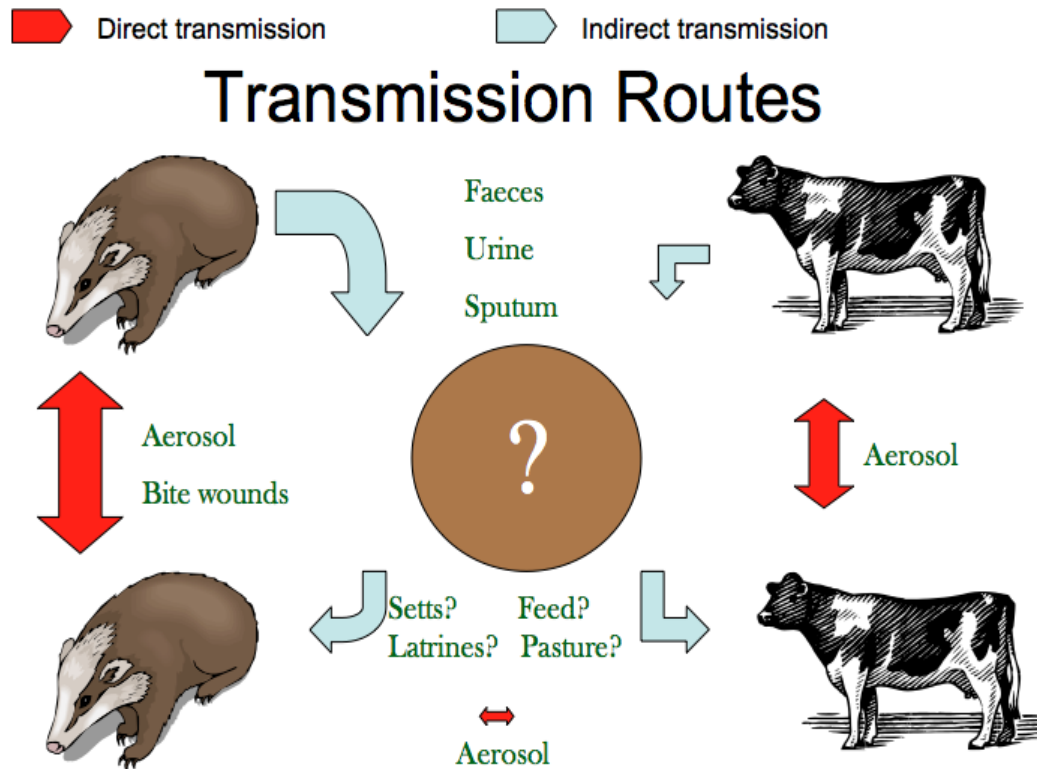 Direct transmission
Indirect transmission
Transmission Routes
Faeces
Urine
Sputum
Aerosol
Bite wounds
?
Aerosol
Setts? Feed?
Latrines? Pasture?
Aerosol